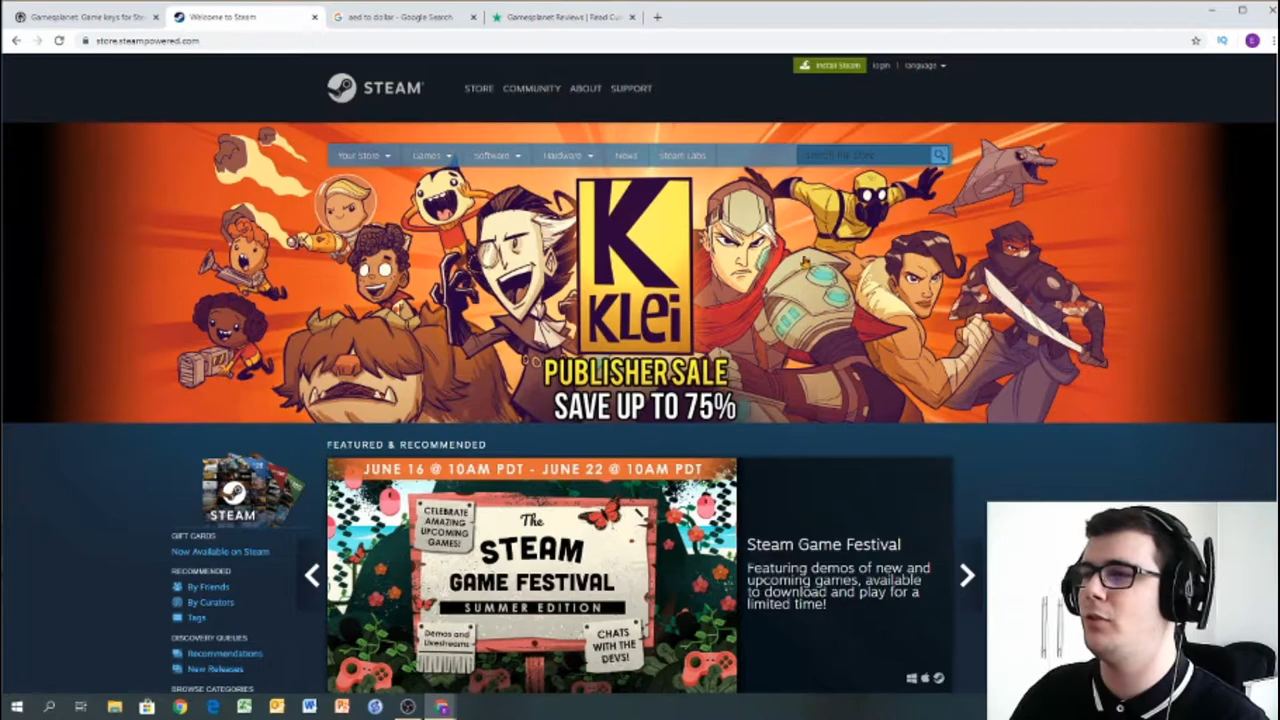 Gamesplanet: Game keys for Ste
Welcome to Steam
aed to dollar - Google Search
Gamesplanet Reviews | Read Cu
store.steampowered.com
E
Install Steam
login | language
STEAM
STORE COMMUNITY ABOUT SUPPORT
Your Store
Games
Software
Hardware
News
Steam Labs
search the store
K
KLei
PUBLISHER SALE
SAVE UP TO 75%
FEATURED & RECOMMENDED
JUNE 16 @ 10AM PDT - JUNE 22 @ 10AM PDT
CELEBRATE
AMAZING
UPCOMING
GAMES!
The
STEAM
GAME FESTIVAL
SUMMER EDITION
Demos and
Livestreams
CHATS
WITH THE
DEVS!
Steam Game Festival
Featuring demos of new and
upcoming games, available
to download and play for a
limited time!
STEAM
GIFT CARDS
Now Available on Steam
RECOMMENDED
By Friends
By Curators
Tags
DISCOVERY QUEUES
Recommendations
New Releases
BROWSE CATEGORIES